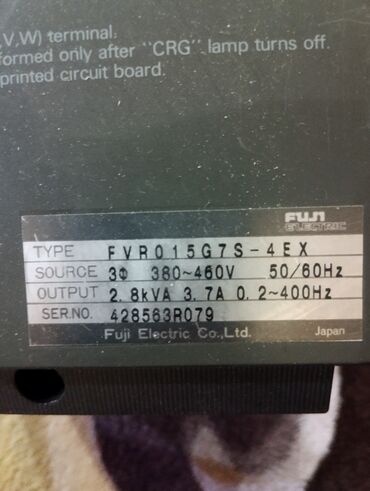 ,V,W) terminal.
formed only after "CRG" lamp turns off.
printed circuit board.
FUJI
ELECTRIC
TYPE FVR015G7S-4EX
SOURCE 3Φ 380~460V 50/60Hz
OUTPUT 2.8kVA 3.7A 0.2~400Hz
SER.NO. 428563R079
Fuji Electric Co.,Ltd. Japan